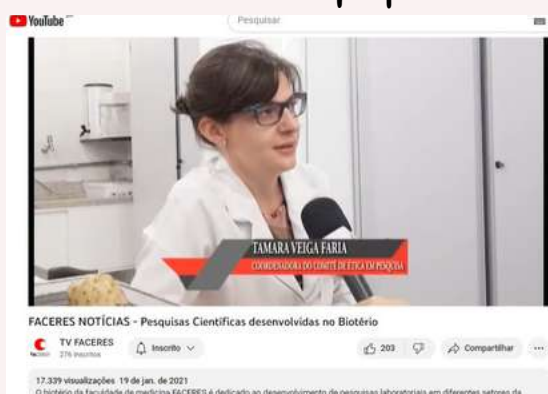 YouTube
Pesquisar
TAMARA VEIGA FARIA
COORDENADORA DO COMITÊ DE ÉTICA EM PESQUISA
FACERES NOTÍCIAS - Pesquisas Científicas desenvolvidas no Biotério
TV FACERES
276 inscritos
Inscrito
203
Compartilhar
17.339 visualizações 19 de jan. de 2021
O biotério da faculdade de medicina FACERES é dedicado ao desenvolvimento de pesquisas laboratoriais em diferentes setores da